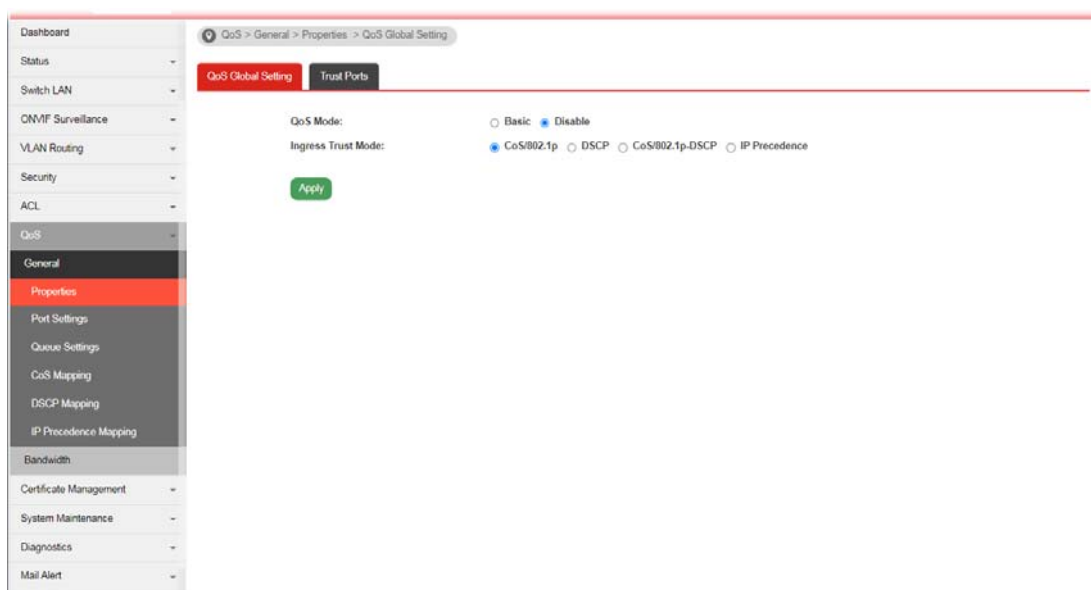 Dashboard
Status
Switch LAN
ONVIF Surveillance
VLAN Routing
Security
ACL
QoS
General
Properties
Port Settings
Queue Settings
CoS Mapping
DSCP Mapping
IP Precedence Mapping
Bandwidth
Certificate Management
System Maintenance
Diagnostics
Mail Alert
QoS > General > Properties > QoS Global Setting
QoS Global Setting Trust Ports
QoS Mode: Basic Disable
Ingress Trust Mode: CoS/802.1p DSCP CoS/802.1p-DSCP IP Precedence
Apply